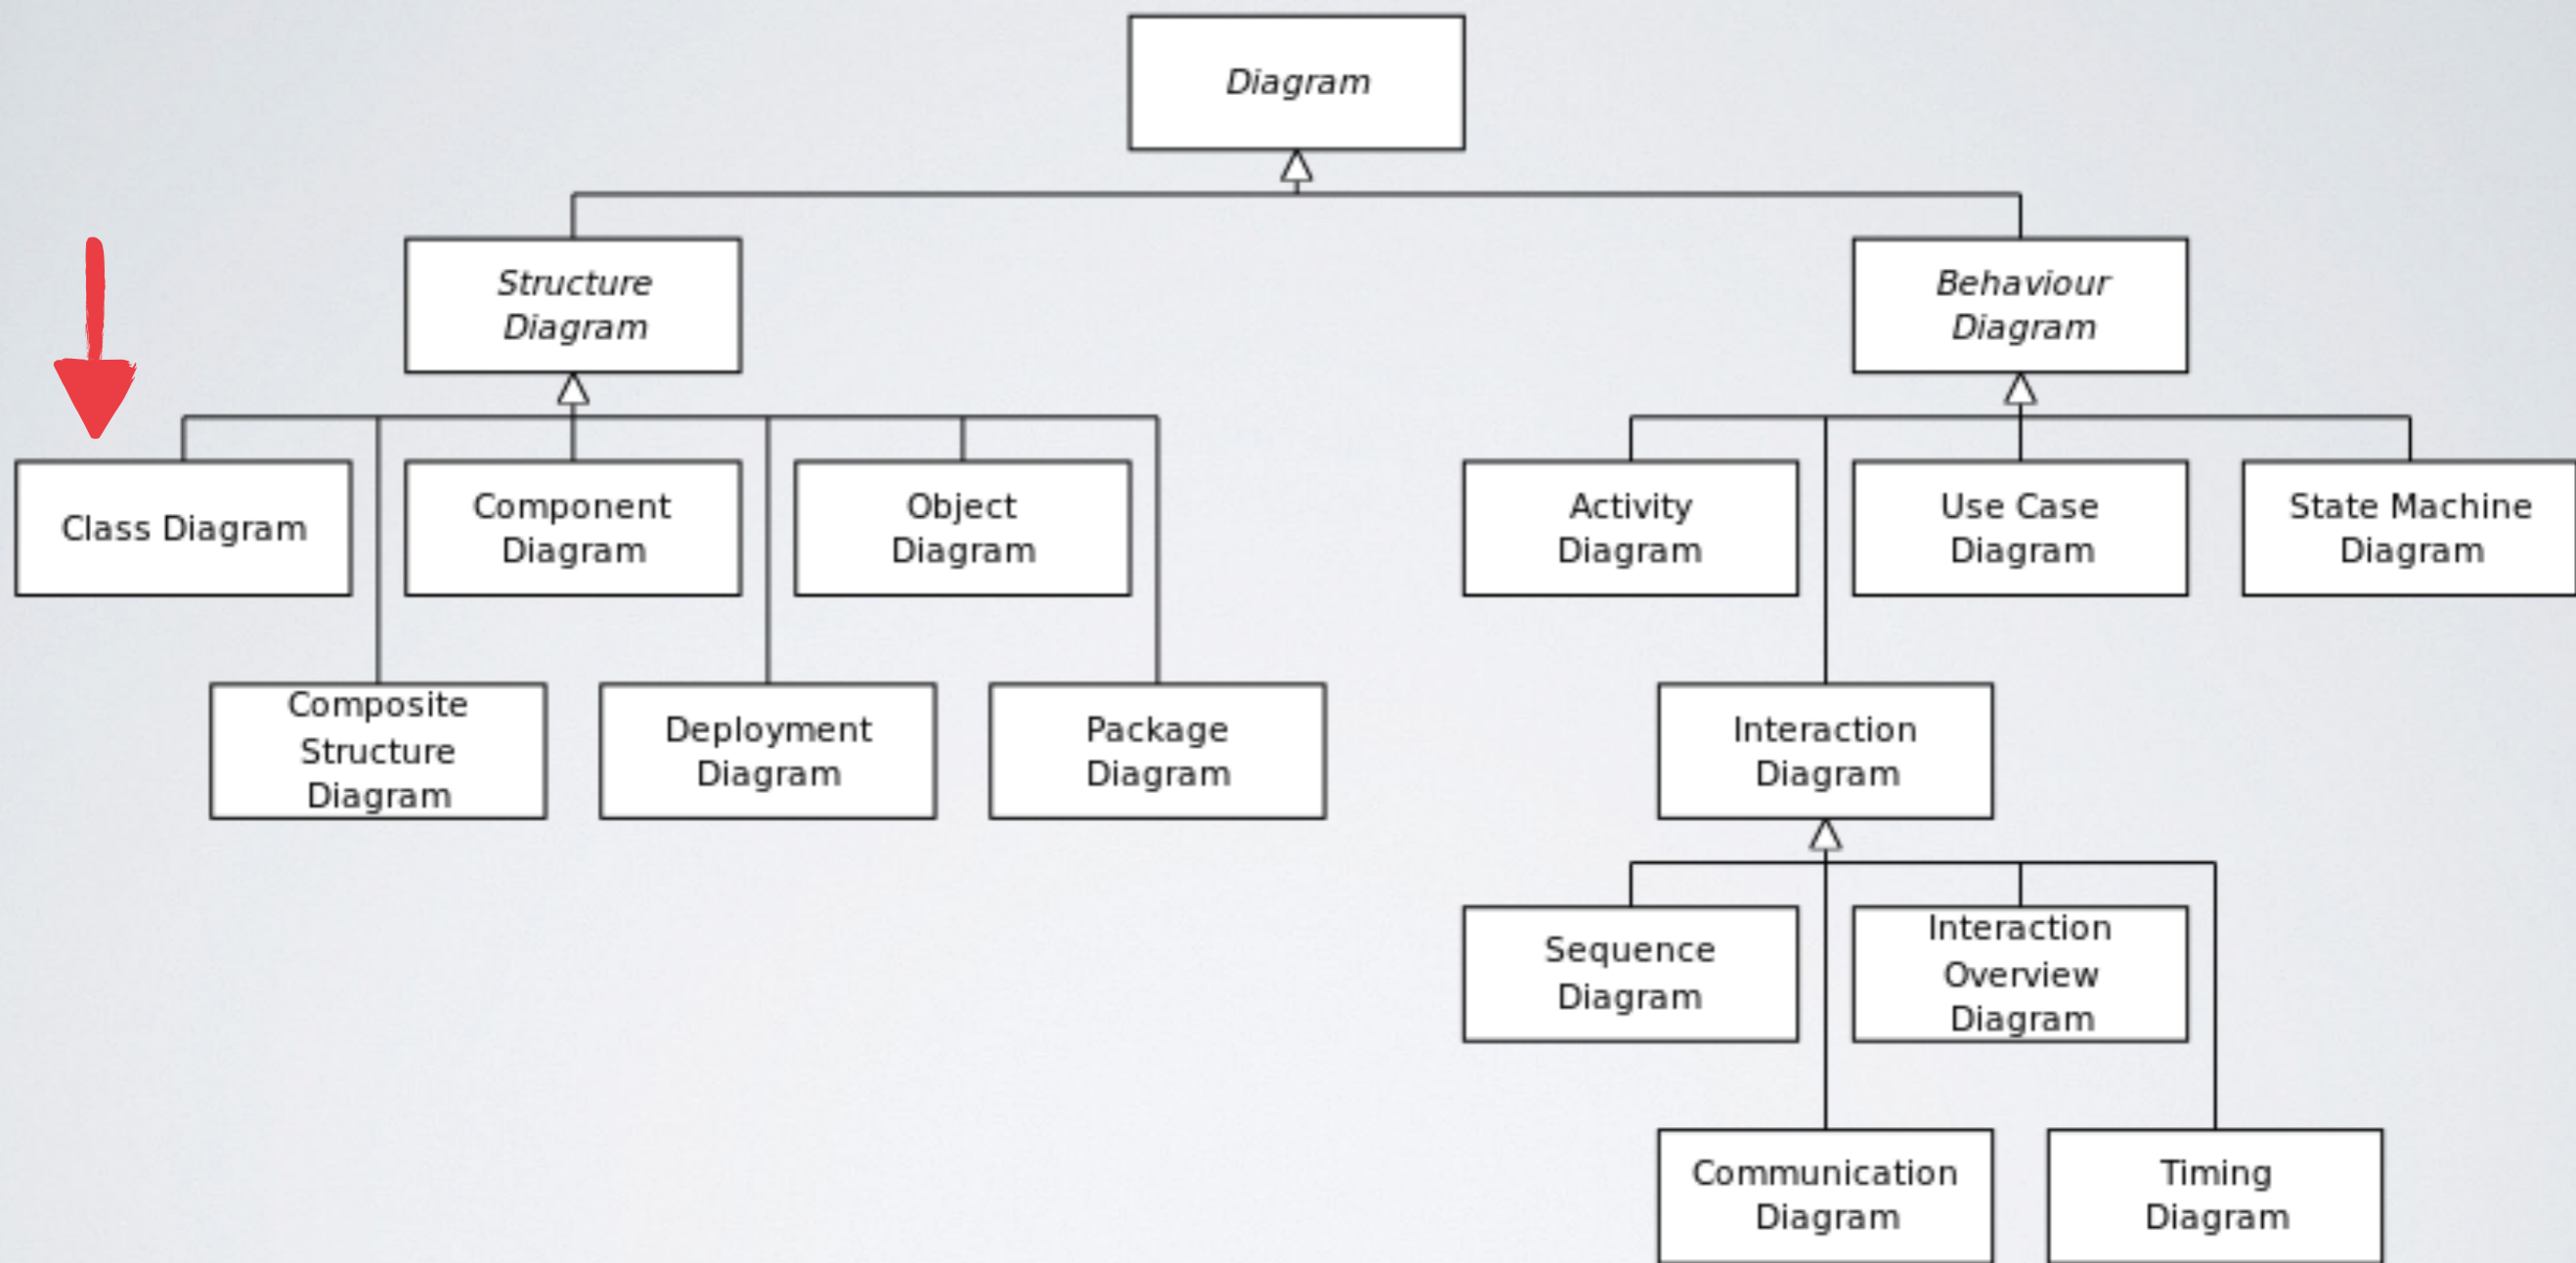 Diagram
Structure
Diagram
Behaviour
Diagram
Class Diagram
Component
Diagram
Object
Diagram
Activity
Diagram
Use Case
Diagram
State Machine
Diagram
Composite
Structure
Diagram
Deployment
Diagram
Package
Diagram
Interaction
Diagram
Sequence
Diagram
Interaction
Overview
Diagram
Communication
Diagram
Timing
Diagram